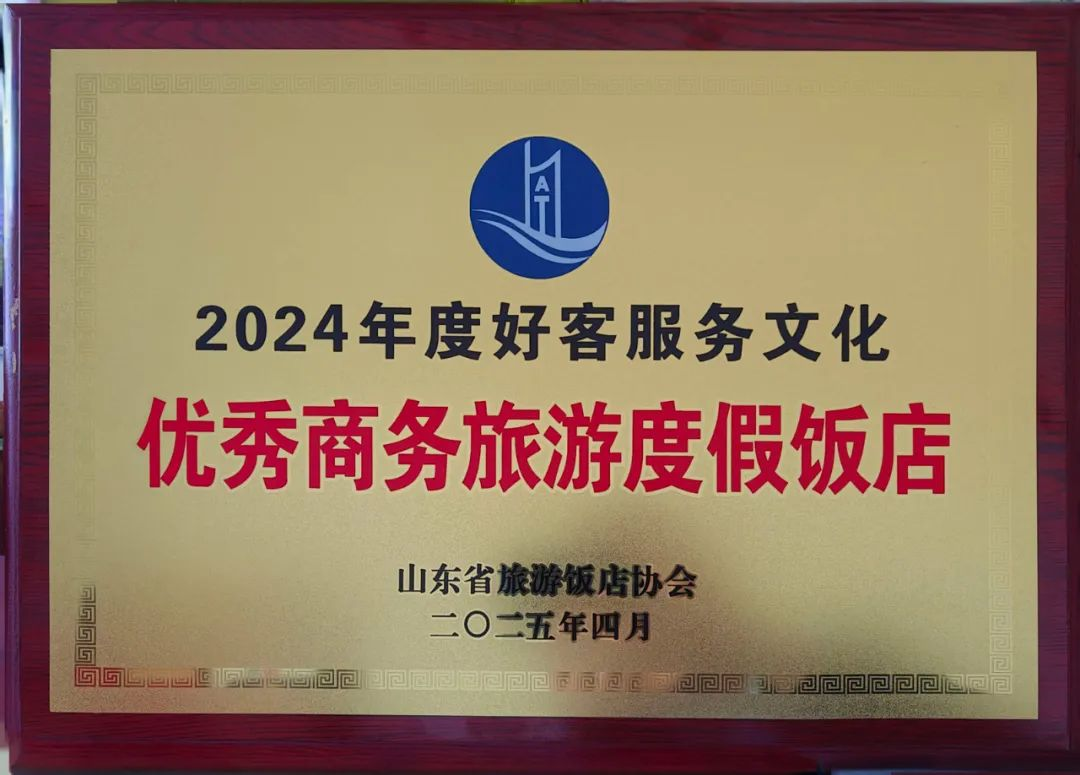 AT
2024年度好客服务文化
优秀商务旅游度假饭店
山东省旅游饭店协会
二〇二五年四月